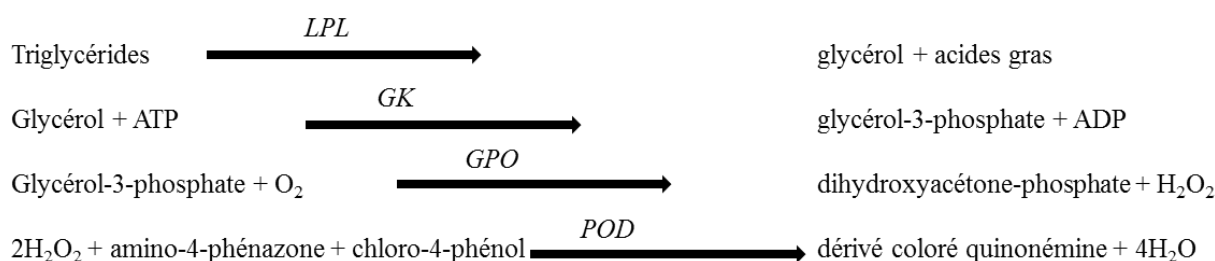 LPL
Triglycérides glycérol + acides gras
GK
Glycérol + ATP glycérol-3-phosphate + ADP
GPO
Glycérol-3-phosphate + O₂ dihydroxyacétone-phosphate + H₂O₂
POD
2H₂O₂ + amino-4-phénazone + chloro-4-phénol dérivé coloré quinonémine + 4H₂O